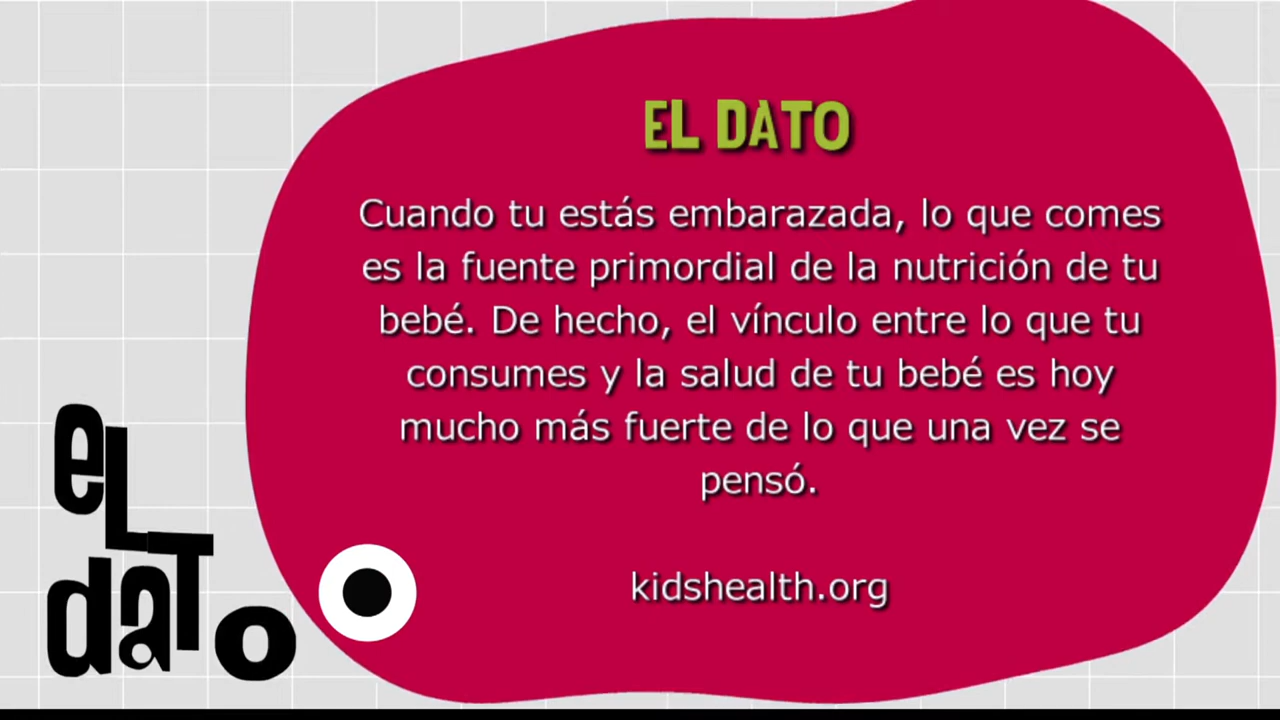 EL DATO
Cuando tu estás embarazada, lo que comes
es la fuente primordial de la nutrición de tu
bebé. De hecho, el vínculo entre lo que tu
consumes y la salud de tu bebé es hoy
mucho más fuerte de lo que una vez se
pensó.
kidshealth.org
eL
daTo